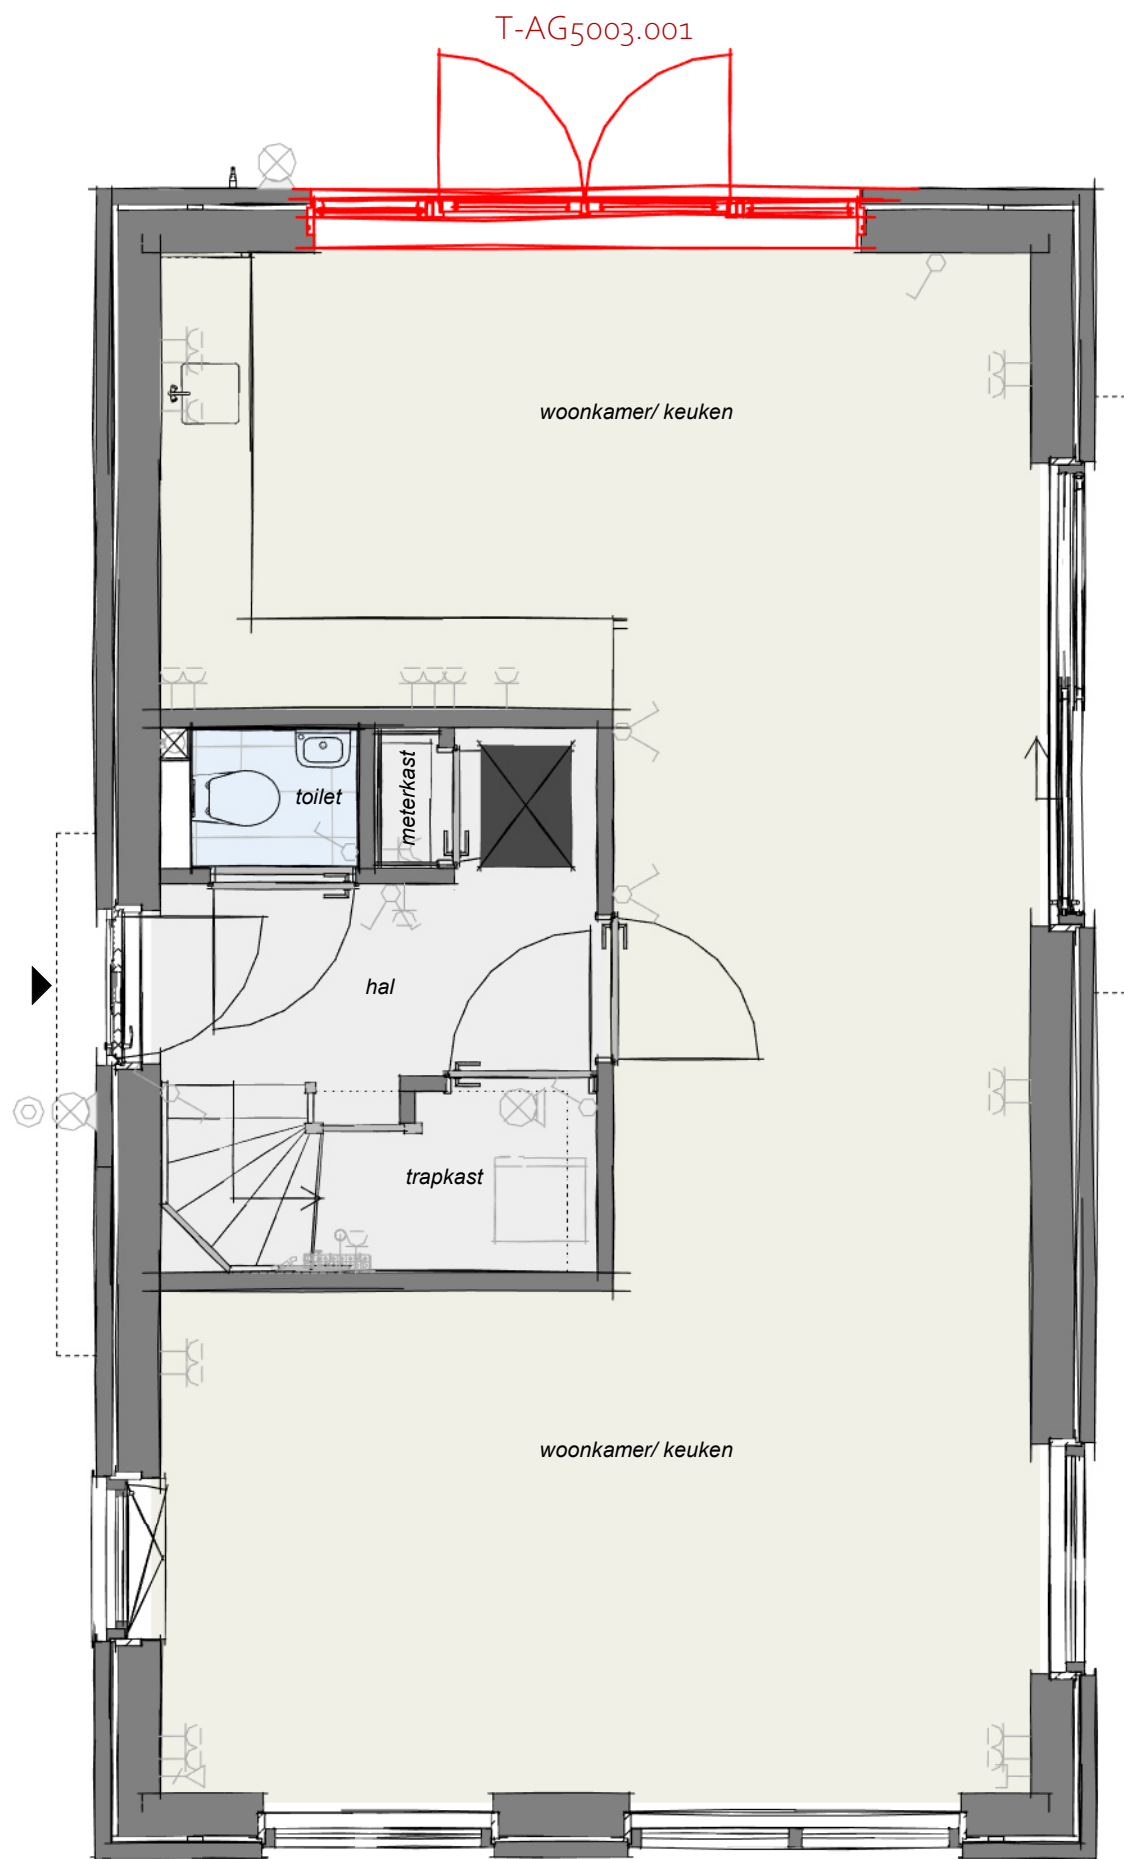 T-AG5003.001
woonkamer/ keuken
toilet
meterkast
hal
trapkast
woonkamer/ keuken